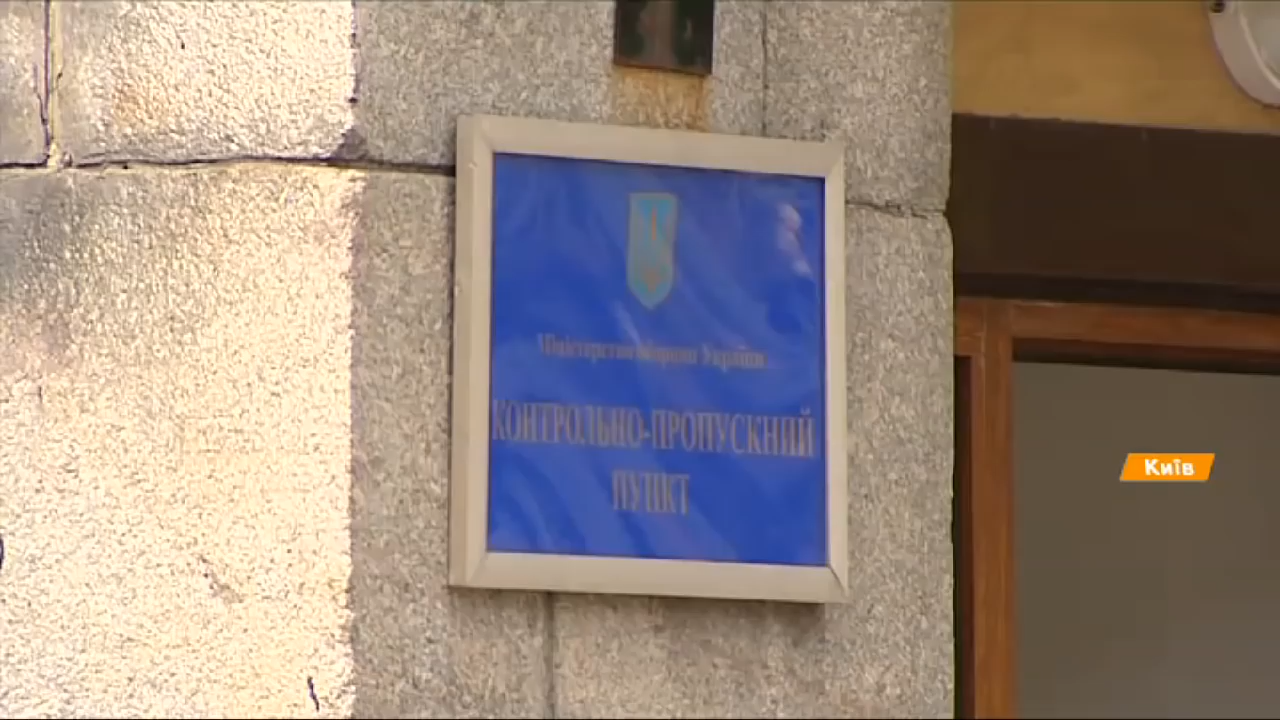 Міністерство оборони України
КОНТРОЛЬНО-ПРОПУСКНИЙ
ПУНКТ
Київ